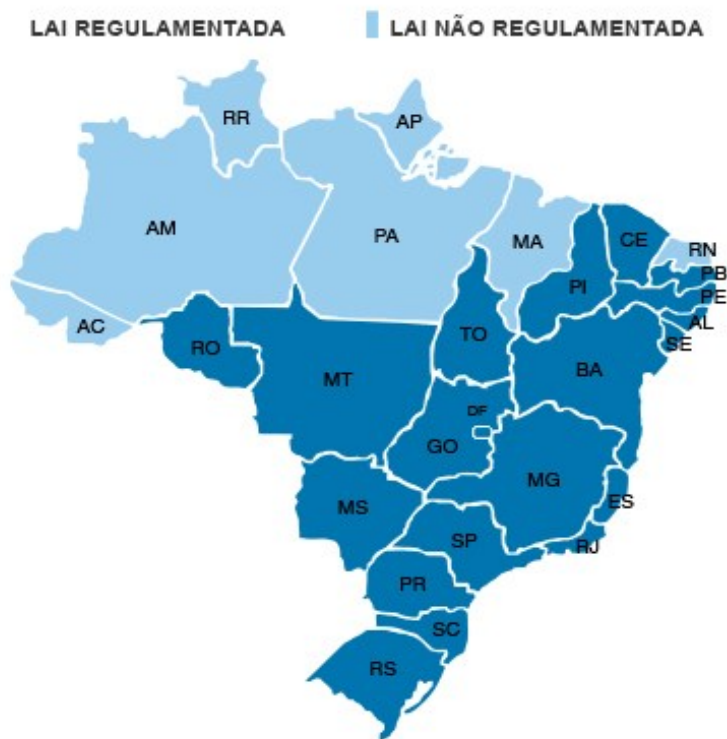 LAI REGULAMENTADA LAI NÃO REGULAMENTADA
RR
AP
AM
PA
MA
CE
RN
PB
PI
PE
AC
AL
TO
SE
RO
BA
MT
DF
GO
MG
ES
MS
SP
RJ
PR
SC
RS